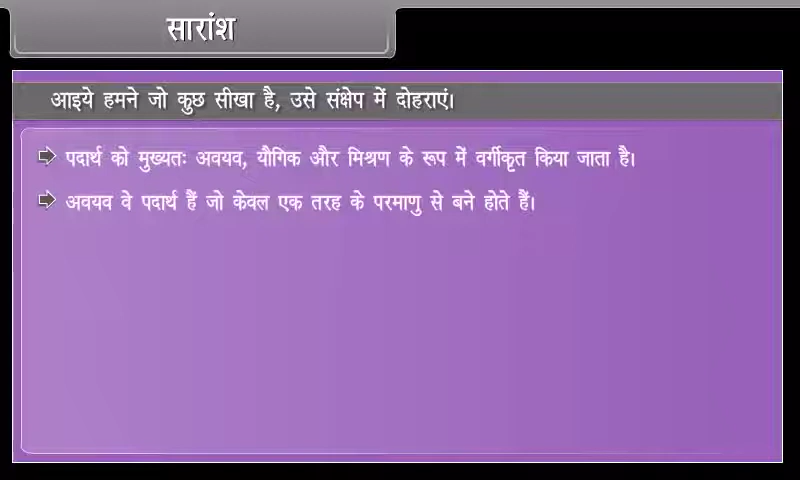 सारांश
आइये हमने जो कुछ सीखा है, उसे संक्षेप में दोहराएं।
पदार्थ को मुख्यतः अवयव, यौगिक और मिश्रण के रूप में वर्गीकृत किया जाता है।
अवयव वे पदार्थ हैं जो केवल एक तरह के परमाणु से बने होते हैं।